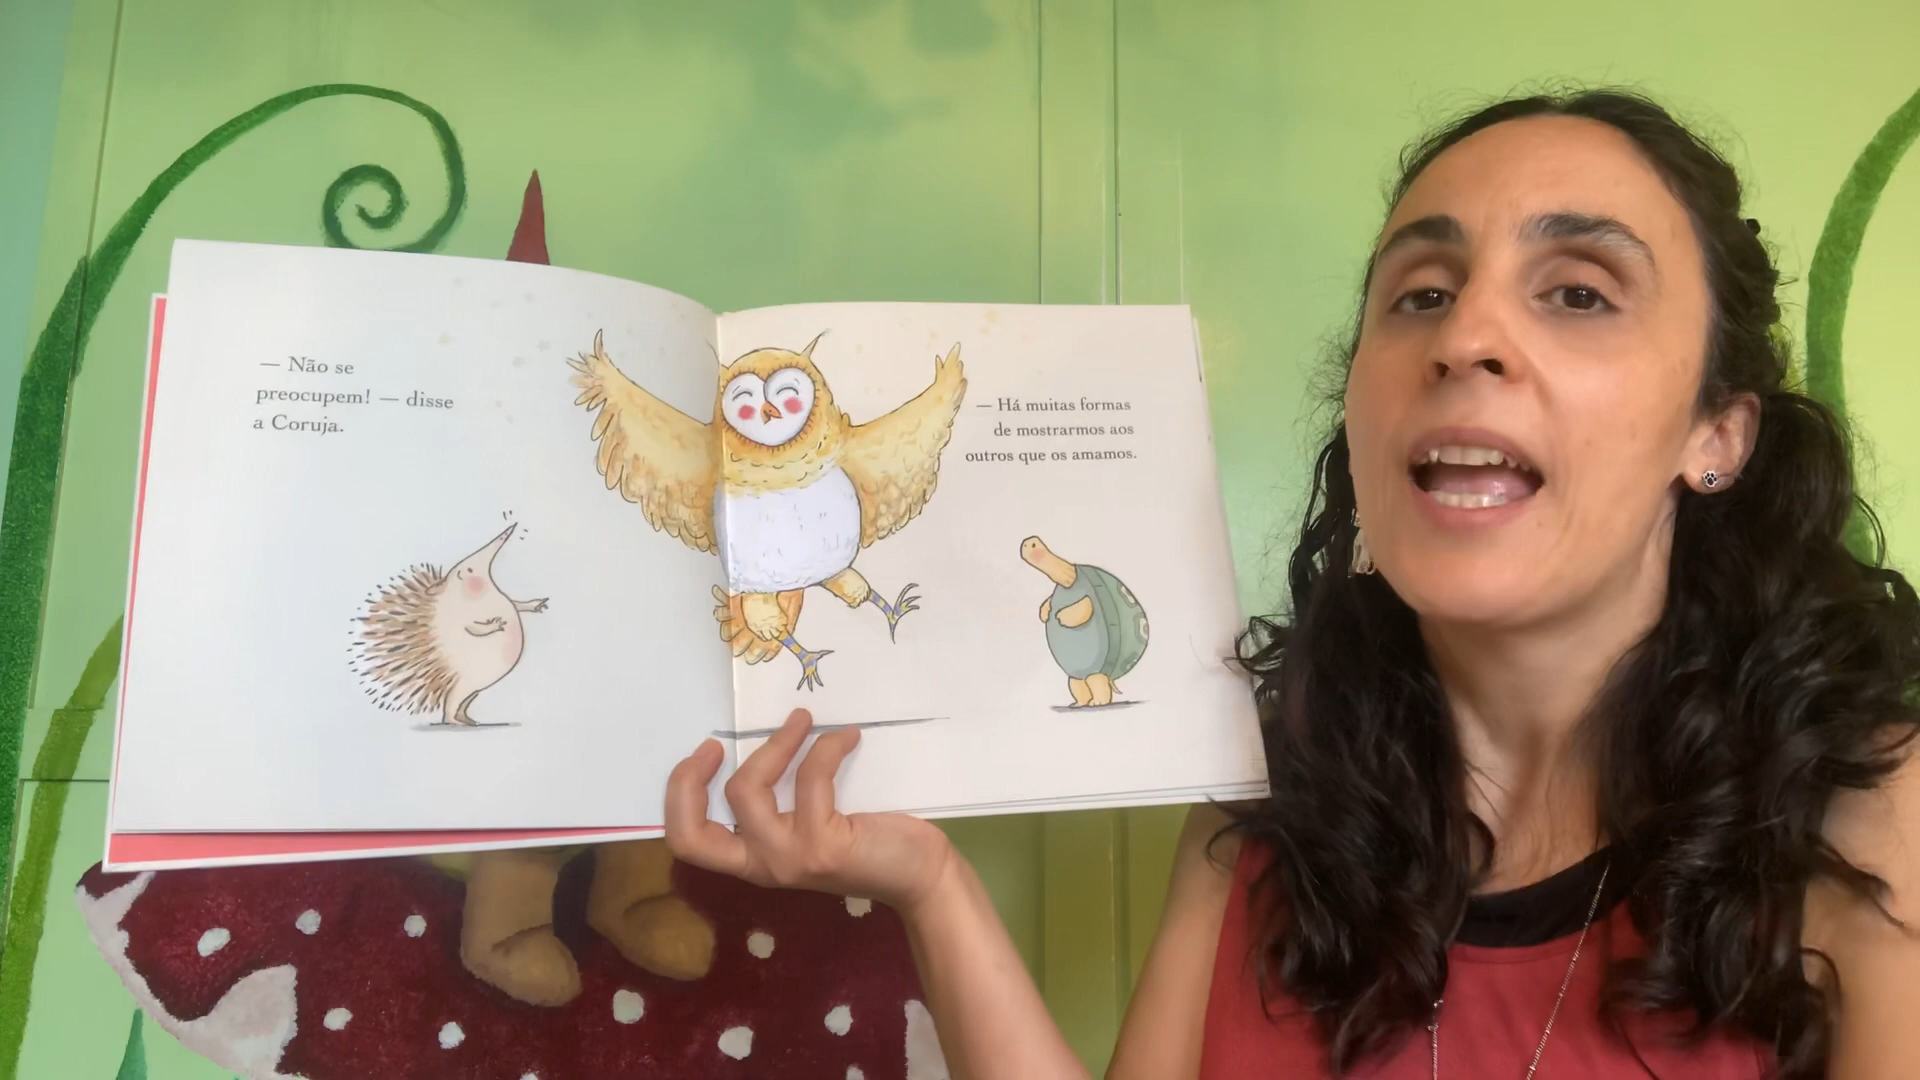 — Não se
preocupem! — disse
a Coruja.
— Há muitas formas
de mostrarmos aos
outros que os amamos.